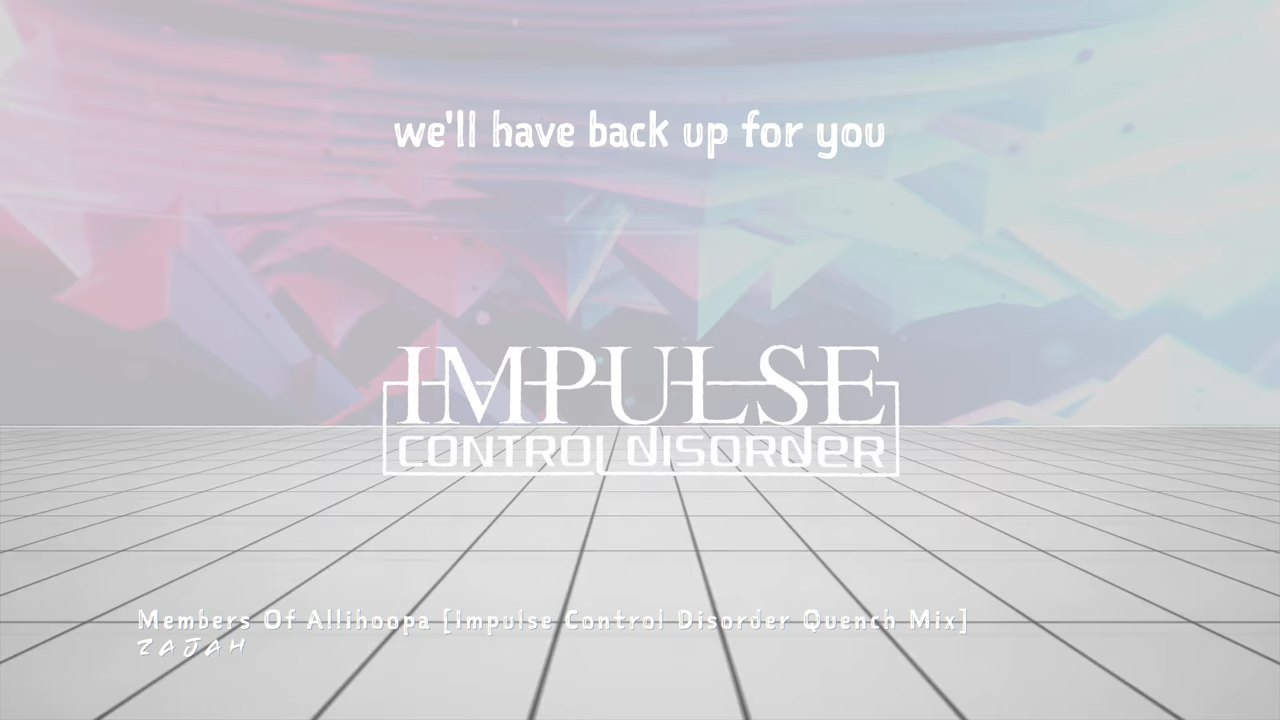 we'll have back up for you
IMPULSE
CONTROL DISORDER
Members Of Allihoopa [Impulse Control Disorder Quench Mix]
ZAJAH